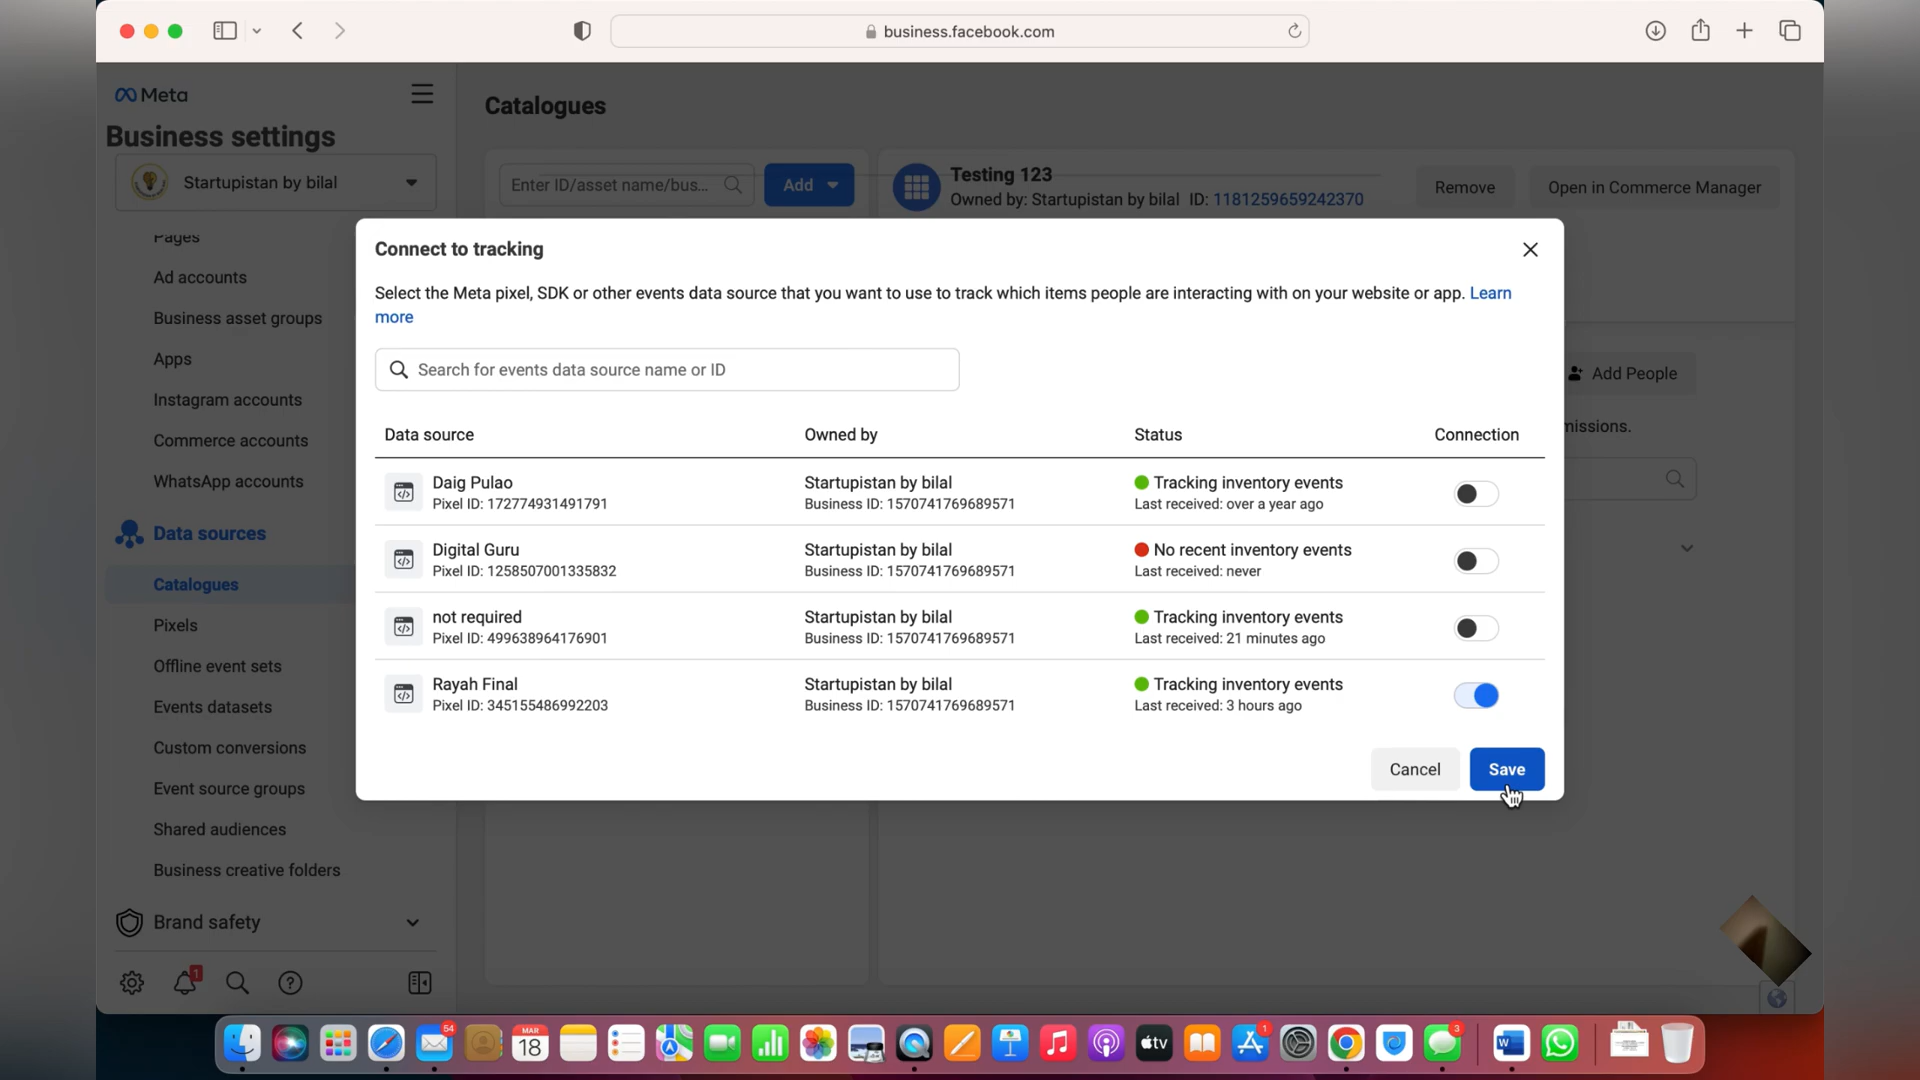 business.facebook.com
Meta
Business settings
Startupistan by bilal
Pages
Ad accounts
Business asset groups
Apps
Instagram accounts
Commerce accounts
WhatsApp accounts
Data sources
Catalogues
Pixels
Offline event sets
Events datasets
Custom conversions
Event source groups
Shared audiences
Business creative folders
Brand safety
1
Catalogues
Enter ID/asset name/bus...
Add
Testing 123
Owned by: Startupistan by bilal ID: 1181259659242370
Remove
Open in Commerce Manager
Add People
missions.
Connect to tracking
Select the Meta pixel, SDK or other events data source that you want to use to track which items people are interacting with on your website or app. Learn
more
Search for events data source name or ID
Data source Owned by Status Connection
Daig Pulao Startupistan by bilal Tracking inventory events
Pixel ID: 172774931491791 Business ID: 1570741769689571 Last received: over a year ago
Digital Guru Startupistan by bilal No recent inventory events
Pixel ID: 1258507001335832 Business ID: 1570741769689571 Last received: never
not required Startupistan by bilal Tracking inventory events
Pixel ID: 499638964176901 Business ID: 1570741769689571 Last received: 21 minutes ago
Rayah Final Startupistan by bilal Tracking inventory events
Pixel ID: 345155486992203 Business ID: 1570741769689571 Last received: 3 hours ago
Cancel
Save
54
MAR
18
tv
1
3
W